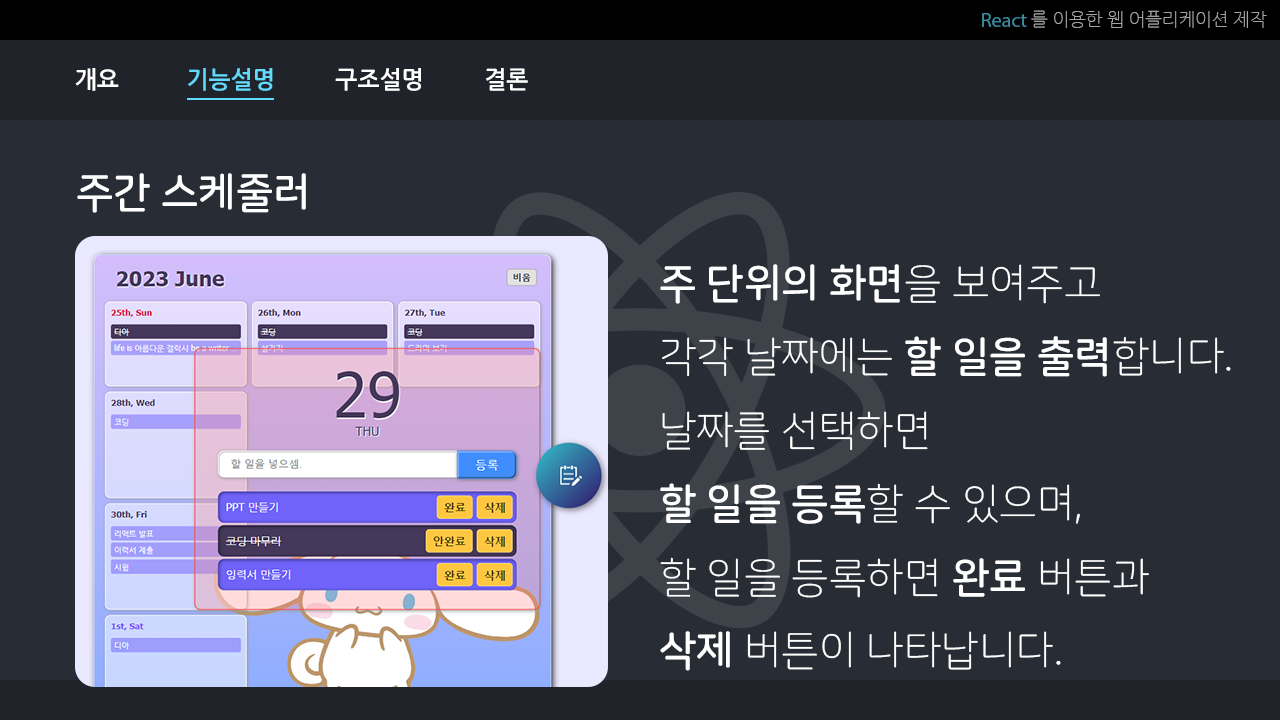 React 를 이용한 웹 어플리케이션 제작
개요 기능설명 구조설명 결론
주간 스케줄러
2023 June 비움
25th, Sun 26th, Mon 27th, Tue
디아 코딩 코딩
life is 아름다운 갤럭시 be a writer ... 설거지 드라마 보기
28th, Wed
코딩
29
THU
할 일을 넣으셈. 등록
PPT 만들기 완료 삭제
코딩 마무리 안완료 삭제
잉력서 만들기 완료 삭제
30th, Fri
리액트 발표
이력서 제출
시험
1st, Sat
디아
주 단위의 화면을 보여주고
각각 날짜에는 할 일을 출력합니다.
날짜를 선택하면
할 일을 등록할 수 있으며,
할 일을 등록하면 완료 버튼과
삭제 버튼이 나타납니다.